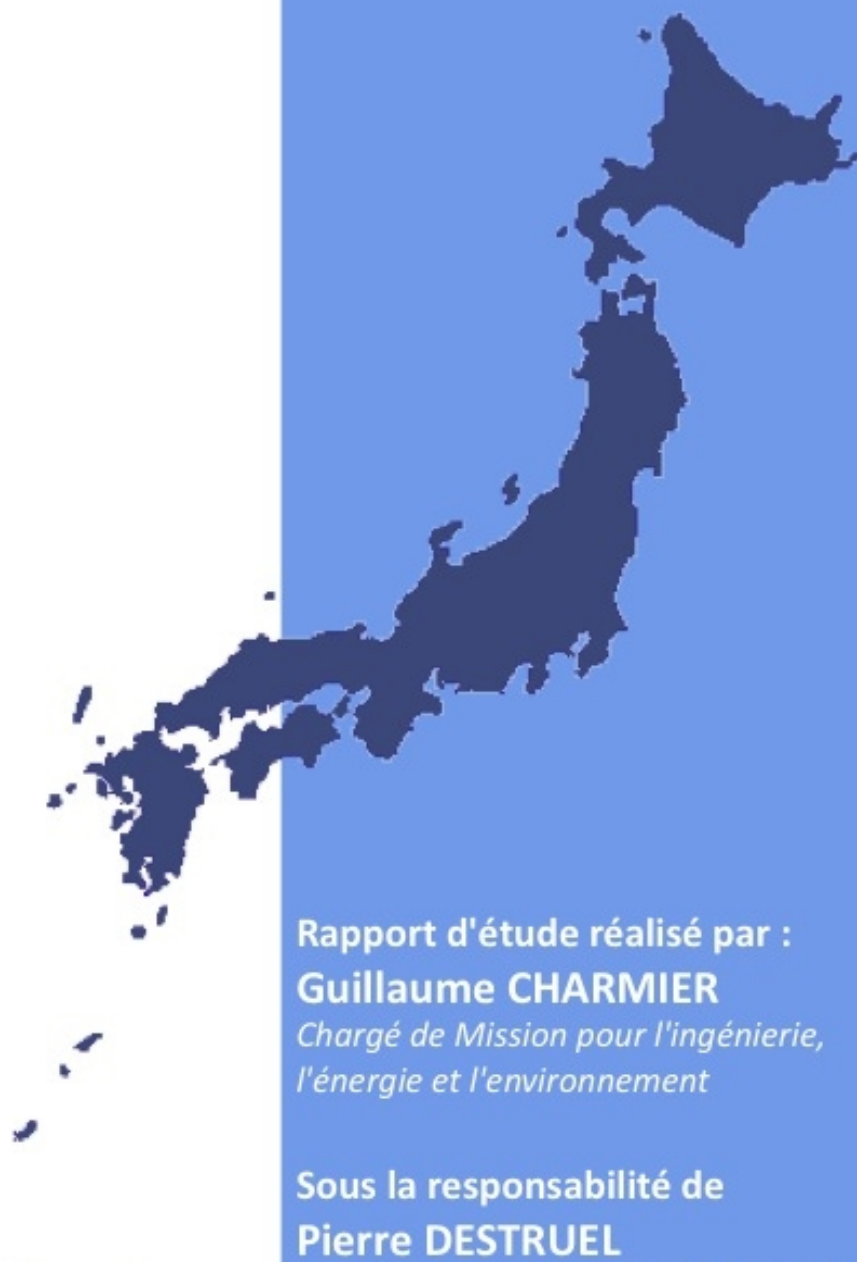 Rapport d'étude réalisé par :
Guillaume CHARMIER
Chargé de Mission pour l'ingénierie,
l'énergie et l'environnement
Sous la responsabilité de
Pierre DESTRUEL